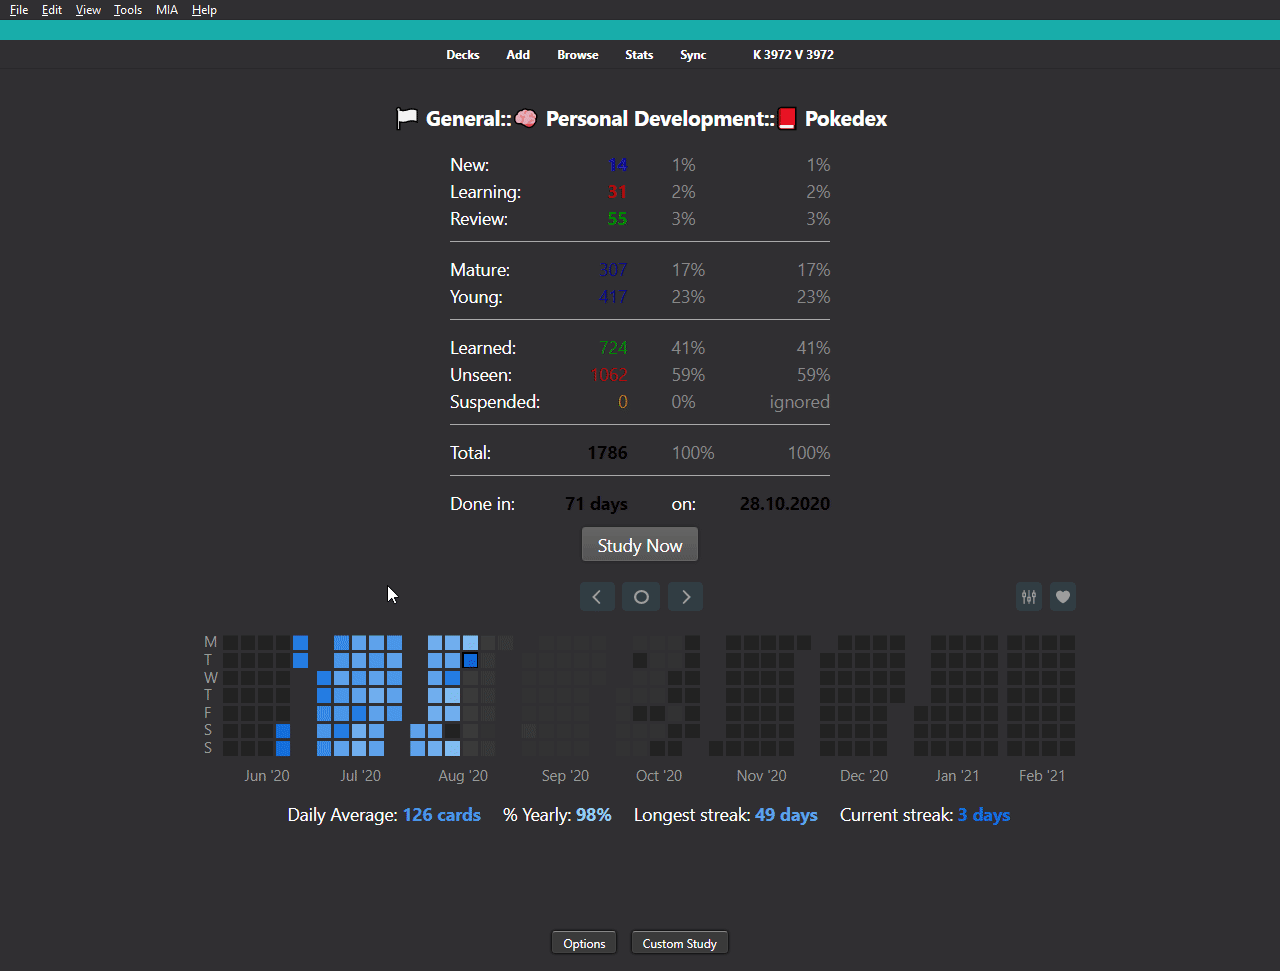 File Edit View Tools MIA Help
Decks Add Browse Stats Sync K 3972 V 3972
General:: Personal Development:: Pokedex
New: 14 1% 1%
Learning: 31 2% 2%
Review: 55 3% 3%
Mature: 307 17% 17%
Young: 417 23% 23%
Learned: 724 41% 41%
Unseen: 1062 59% 59%
Suspended: 0 0% ignored
Total: 1786 100% 100%
Done in: 71 days on: 28.10.2020
Study Now
M
T
W
T
F
S
S
Jun '20 Jul '20 Aug '20 Sep '20 Oct '20 Nov '20 Dec '20 Jan '21 Feb '21
Daily Average: 126 cards % Yearly: 98% Longest streak: 49 days Current streak: 3 days
Options Custom Study